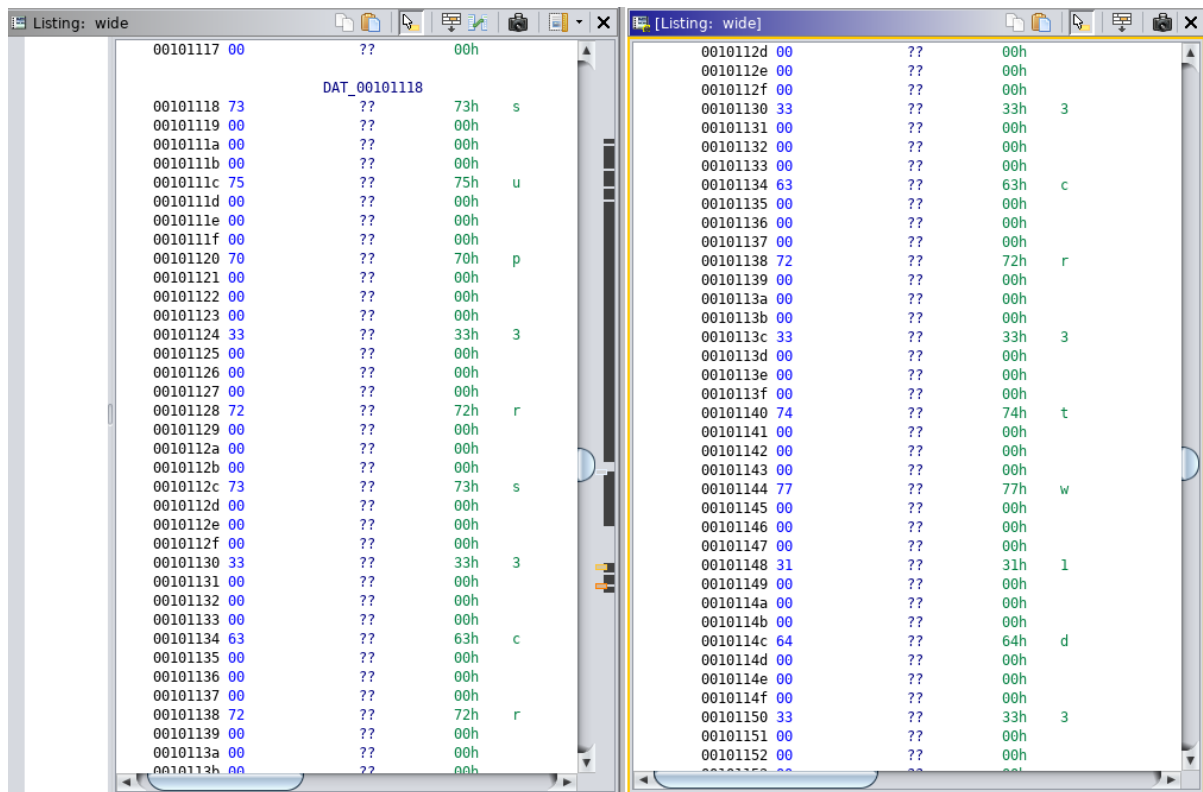 Listing: wide
00101117 00 ?? 00h
DAT_00101118
00101118 73 ?? 73h s
00101119 00 ?? 00h
0010111a 00 ?? 00h
0010111b 00 ?? 00h
0010111c 75 ?? 75h u
0010111d 00 ?? 00h
0010111e 00 ?? 00h
0010111f 00 ?? 00h
00101120 70 ?? 70h p
00101121 00 ?? 00h
00101122 00 ?? 00h
00101123 00 ?? 00h
00101124 33 ?? 33h 3
00101125 00 ?? 00h
00101126 00 ?? 00h
00101127 00 ?? 00h
00101128 72 ?? 72h r
00101129 00 ?? 00h
0010112a 00 ?? 00h
0010112b 00 ?? 00h
0010112c 73 ?? 73h s
0010112d 00 ?? 00h
0010112e 00 ?? 00h
0010112f 00 ?? 00h
00101130 33 ?? 33h 3
00101131 00 ?? 00h
00101132 00 ?? 00h
00101133 00 ?? 00h
00101134 63 ?? 63h c
00101135 00 ?? 00h
00101136 00 ?? 00h
00101137 00 ?? 00h
00101138 72 ?? 72h r
00101139 00 ?? 00h
0010113a 00 ?? 00h
0010113b 00 ?? 00h
[Listing: wide]
0010112d 00 ?? 00h
0010112e 00 ?? 00h
0010112f 00 ?? 00h
00101130 33 ?? 33h 3
00101131 00 ?? 00h
00101132 00 ?? 00h
00101133 00 ?? 00h
00101134 63 ?? 63h c
00101135 00 ?? 00h
00101136 00 ?? 00h
00101137 00 ?? 00h
00101138 72 ?? 72h r
00101139 00 ?? 00h
0010113a 00 ?? 00h
0010113b 00 ?? 00h
0010113c 33 ?? 33h 3
0010113d 00 ?? 00h
0010113e 00 ?? 00h
0010113f 00 ?? 00h
00101140 74 ?? 74h t
00101141 00 ?? 00h
00101142 00 ?? 00h
00101143 00 ?? 00h
00101144 77 ?? 77h w
00101145 00 ?? 00h
00101146 00 ?? 00h
00101147 00 ?? 00h
00101148 31 ?? 31h 1
00101149 00 ?? 00h
0010114a 00 ?? 00h
0010114b 00 ?? 00h
0010114c 64 ?? 64h d
0010114d 00 ?? 00h
0010114e 00 ?? 00h
0010114f 00 ?? 00h
00101150 33 ?? 33h 3
00101151 00 ?? 00h
00101152 00 ?? 00h